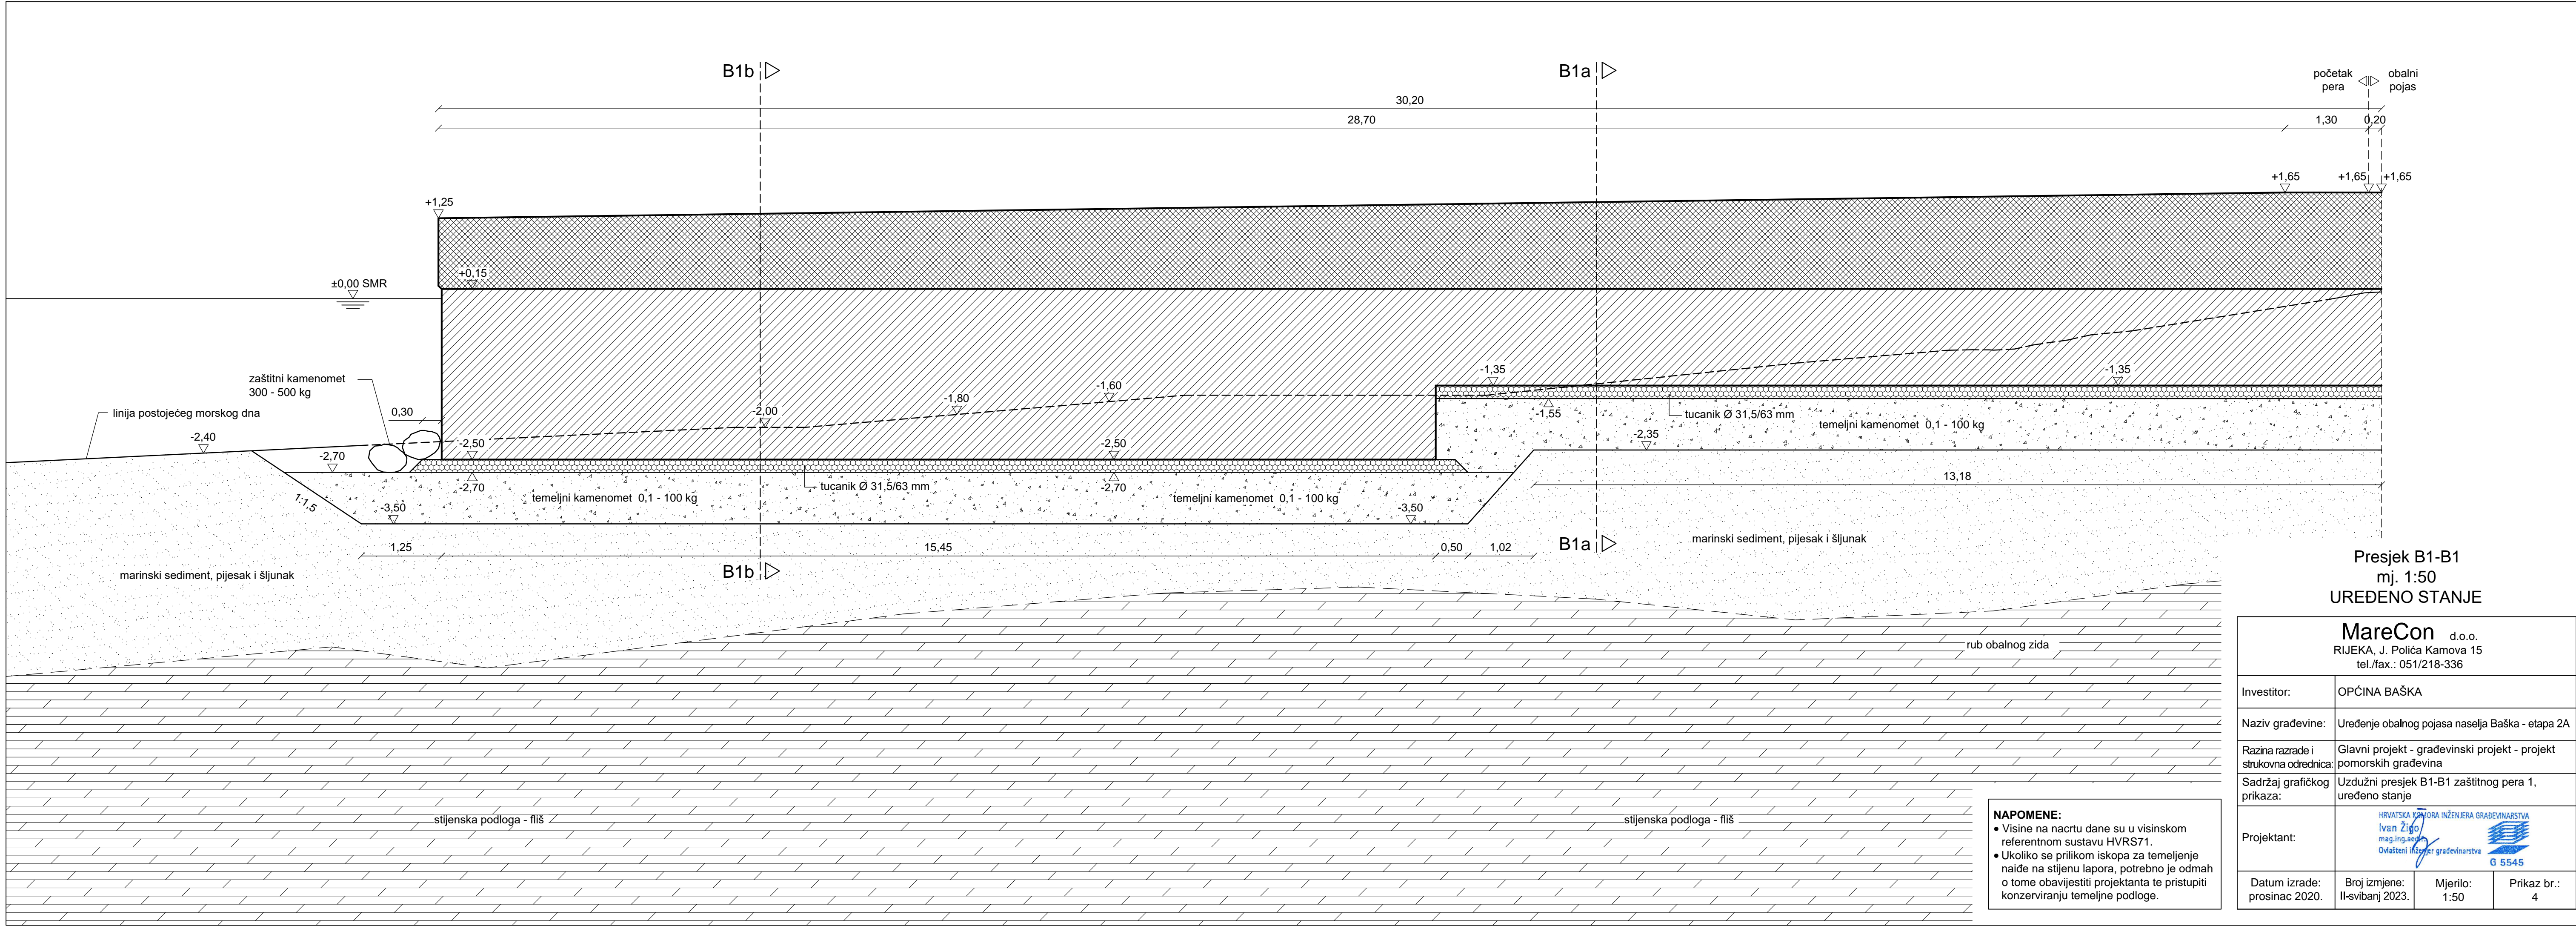 B1b
B1a
početak pera
obalni pojas
30,20
28,70
1,30
0,20
+1,65
+1,65
+1,65
+1,25
+0,15
±0,00 SMR
zaštitni kamenomet
300 - 500 kg
0,30
linija postojećeg morskog dna
-2,40
-2,70
-2,50
-2,70
-2,00
-1,80
-1,60
-2,50
-2,70
-1,35
-1,35
-1,55
tucanik Ø 31,5/63 mm
temeljni kamenomet 0,1 - 100 kg
-2,35
13,18
1:1,5
temeljni kamenomet 0,1 - 100 kg
tucanik Ø 31,5/63 mm
temeljni kamenomet 0,1 - 100 kg
-3,50
-3,50
1,25
15,45
0,50
1,02
B1a
B1b
marinski sediment, pijesak i šljunak
marinski sediment, pijesak i šljunak
rub obalnog zida
stijenska podloga - fliš
stijenska podloga - fliš
NAPOMENE:
• Visine na nacrtu dane su u visinskom
referentnom sustavu HVRS71.
• Ukoliko se prilikom iskopa za temeljenje
naiđe na stijenu lapora, potrebno je odmah
o tome obavijestiti projektanta te pristupiti
konzerviranju temeljne podloge.
Presjek B1-B1
mj. 1:50
UREĐENO STANJE
MareCon d.o.o.
RIJEKA, J. Polića Kamova 15
tel./fax.: 051/218-336
Investitor: OPĆINA BAŠKA
Naziv građevine: Uređenje obalnog pojasa naselja Baška - etapa 2A
Razina razrade i
strukovna odrednica:
Glavni projekt - građevinski projekt - projekt
pomorskih građevina
Sadržaj grafičkog
prikaza:
Uzdužni presjek B1-B1 zaštitnog pera 1,
uređeno stanje
Projektant:
HRVATSKA KOMORA INŽENJERA GRAĐEVINARSTVA
Ivan Žigo
mag.ing.aedif.
Ovlašteni inženjer građevinarstva
G 5545
Datum izrade:
prosinac 2020.
Broj izmjene:
II-svibanj 2023.
Mjerilo:
1:50
Prikaz br.:
4